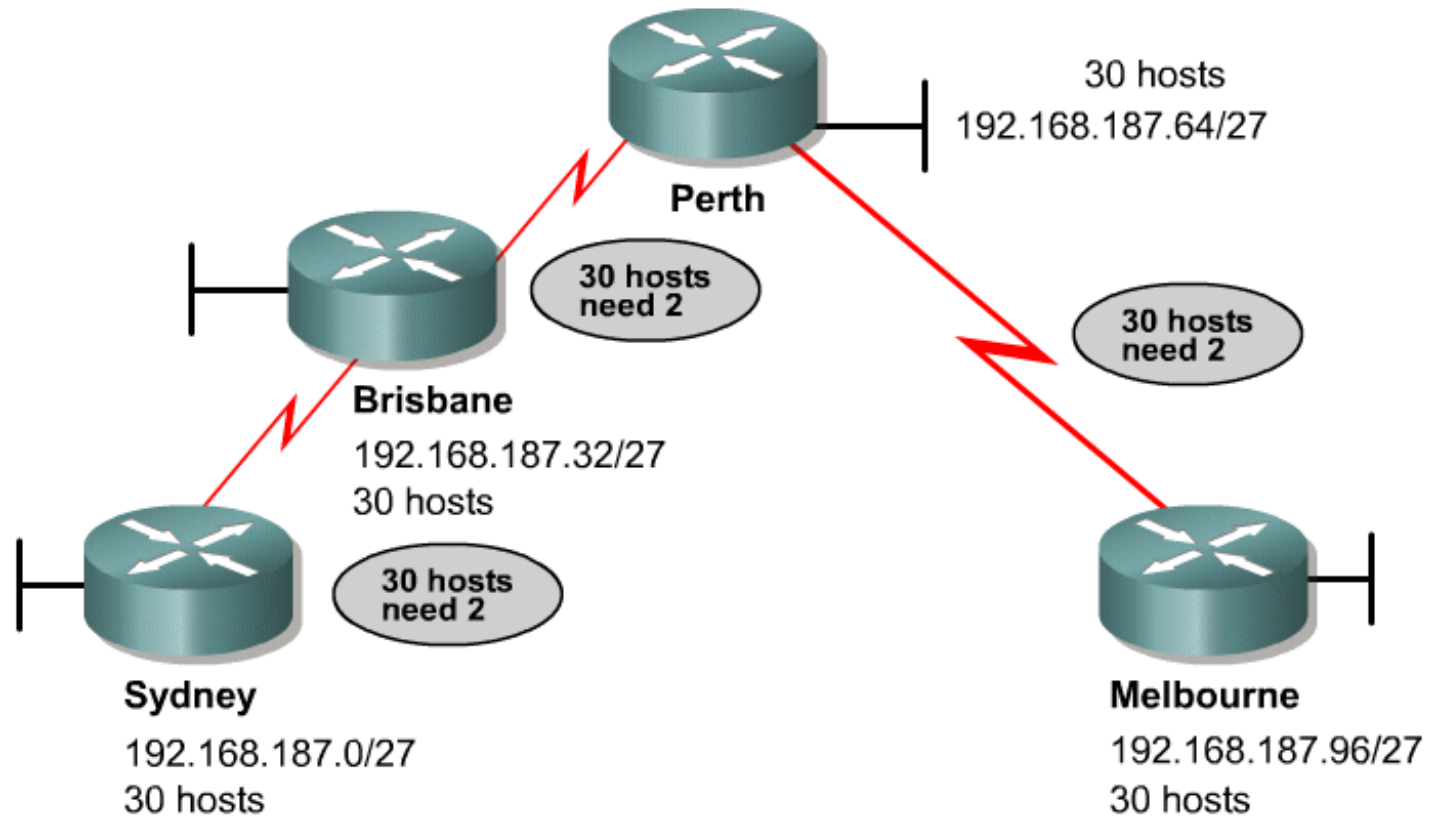 30 hosts
192.168.187.64/27
Perth
30 hosts
need 2
30 hosts
need 2
Brisbane
192.168.187.32/27
30 hosts
30 hosts
need 2
Sydney
192.168.187.0/27
30 hosts
Melbourne
192.168.187.96/27
30 hosts